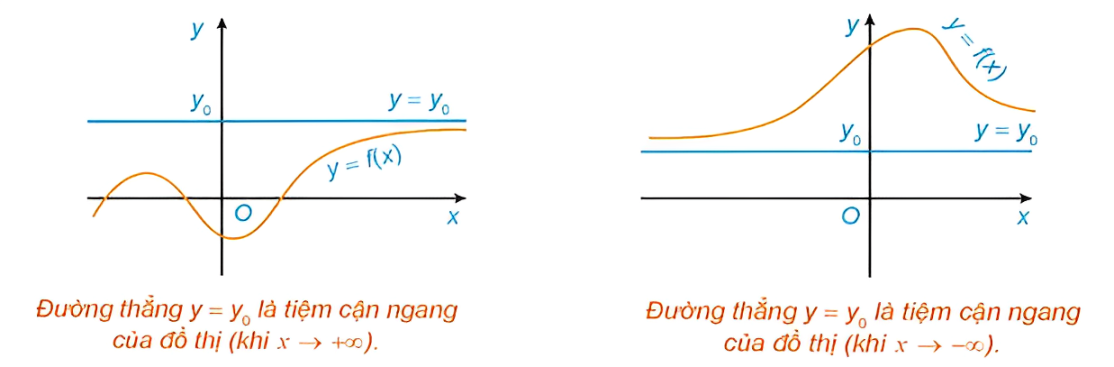 y
y₀
y = y₀
y = f(x)
O
x
Đường thẳng y = y₀ là tiệm cận ngang
của đồ thị (khi x → +∞).
y
y = f(x)
y₀
y = y₀
O
x
Đường thẳng y = y₀ là tiệm cận ngang
của đồ thị (khi x → −∞).